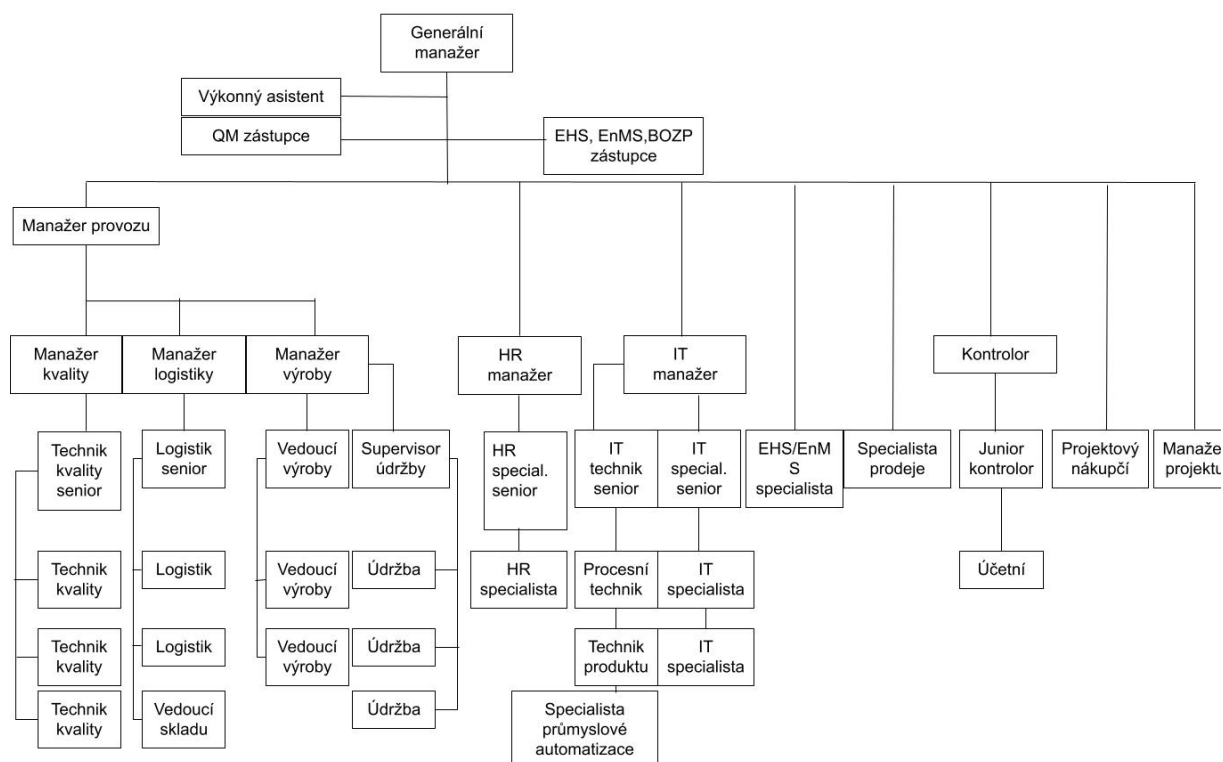 Generální
manažer
Výkonný asistent
QM zástupce
EHS, EnMS,BOZP
zástupce
Manažer provozu
Manažer
kvality
Manažer
logistiky
Manažer
výroby
HR
manažer
IT
manažer
Kontrolor
Technik
kvality
senior
Logistik
senior
Vedoucí
výroby
Supervisor
údržby
HR
special.
senior
IT
technik
senior
IT
special.
senior
EHS/EnM
S
specialista
Specialista
prodeje
Junior
kontrolor
Projektový
nákupčí
Manažer
projektu
Technik
kvality
Logistik
Vedoucí
výroby
Údržba
HR
specialista
Procesní
technik
IT
specialista
Účetní
Technik
kvality
Logistik
Vedoucí
výroby
Údržba
Technik
produktu
IT
specialista
Technik
kvality
Vedoucí
skladu
Údržba
Specialista
průmyslové
automatizace